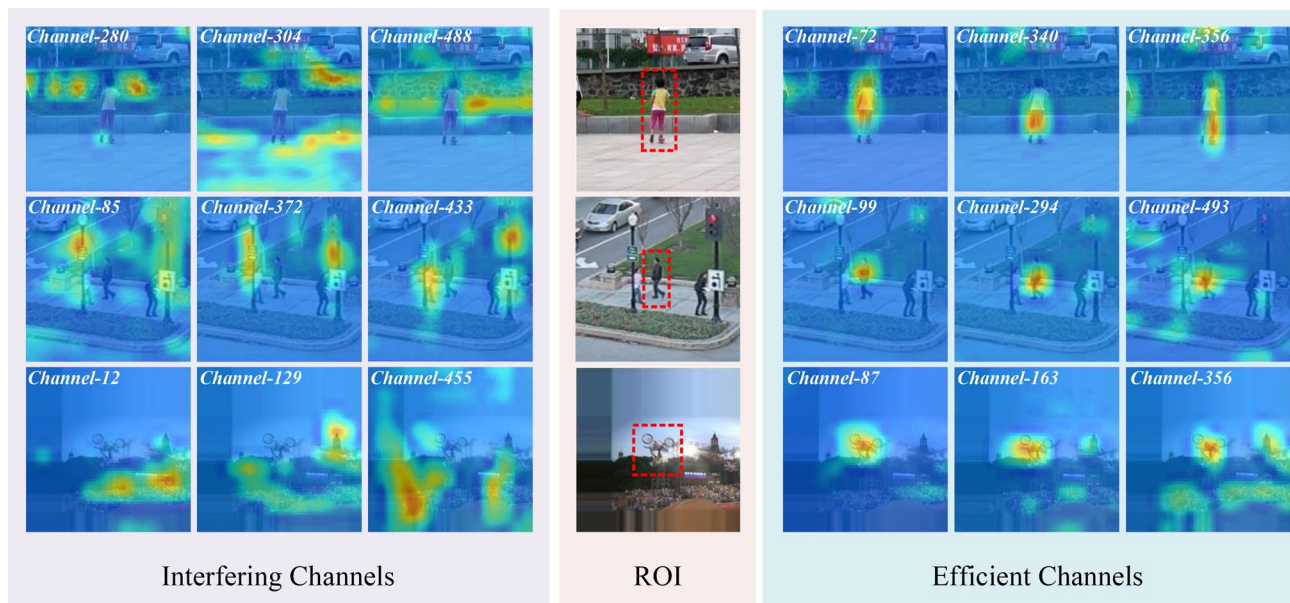 Channel-280 Channel-304 Channel-488 Channel-72 Channel-340 Channel-356
Channel-85 Channel-372 Channel-433 Channel-99 Channel-294 Channel-493
Channel-12 Channel-129 Channel-455 Channel-87 Channel-163 Channel-356
Interfering Channels ROI Efficient Channels